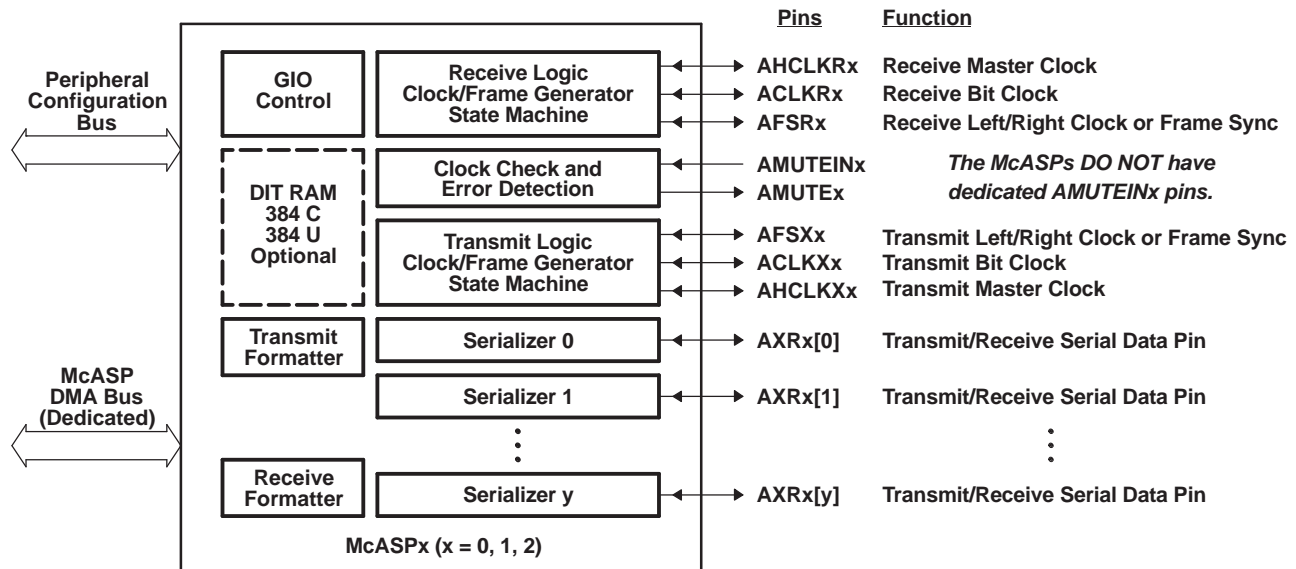 Pins Function
Peripheral
Configuration
Bus
GIO
Control
Receive Logic
Clock/Frame Generator
State Machine
AHCLKRx Receive Master Clock
ACLKRx Receive Bit Clock
AFSRx Receive Left/Right Clock or Frame Sync
DIT RAM
384 C
384 U
Optional
Clock Check and
Error Detection
AMUTEINx
AMUTEx
The McASPs DO NOT have
dedicated AMUTEINx pins.
Transmit Logic
Clock/Frame Generator
State Machine
AFSXx Transmit Left/Right Clock or Frame Sync
ACLKXx Transmit Bit Clock
AHCLKXx Transmit Master Clock
McASP
DMA Bus
(Dedicated)
Transmit
Formatter
Serializer 0
AXRx[0] Transmit/Receive Serial Data Pin
Serializer 1
AXRx[1] Transmit/Receive Serial Data Pin
Receive
Formatter
Serializer y
AXRx[y] Transmit/Receive Serial Data Pin
McASPx (x = 0, 1, 2)